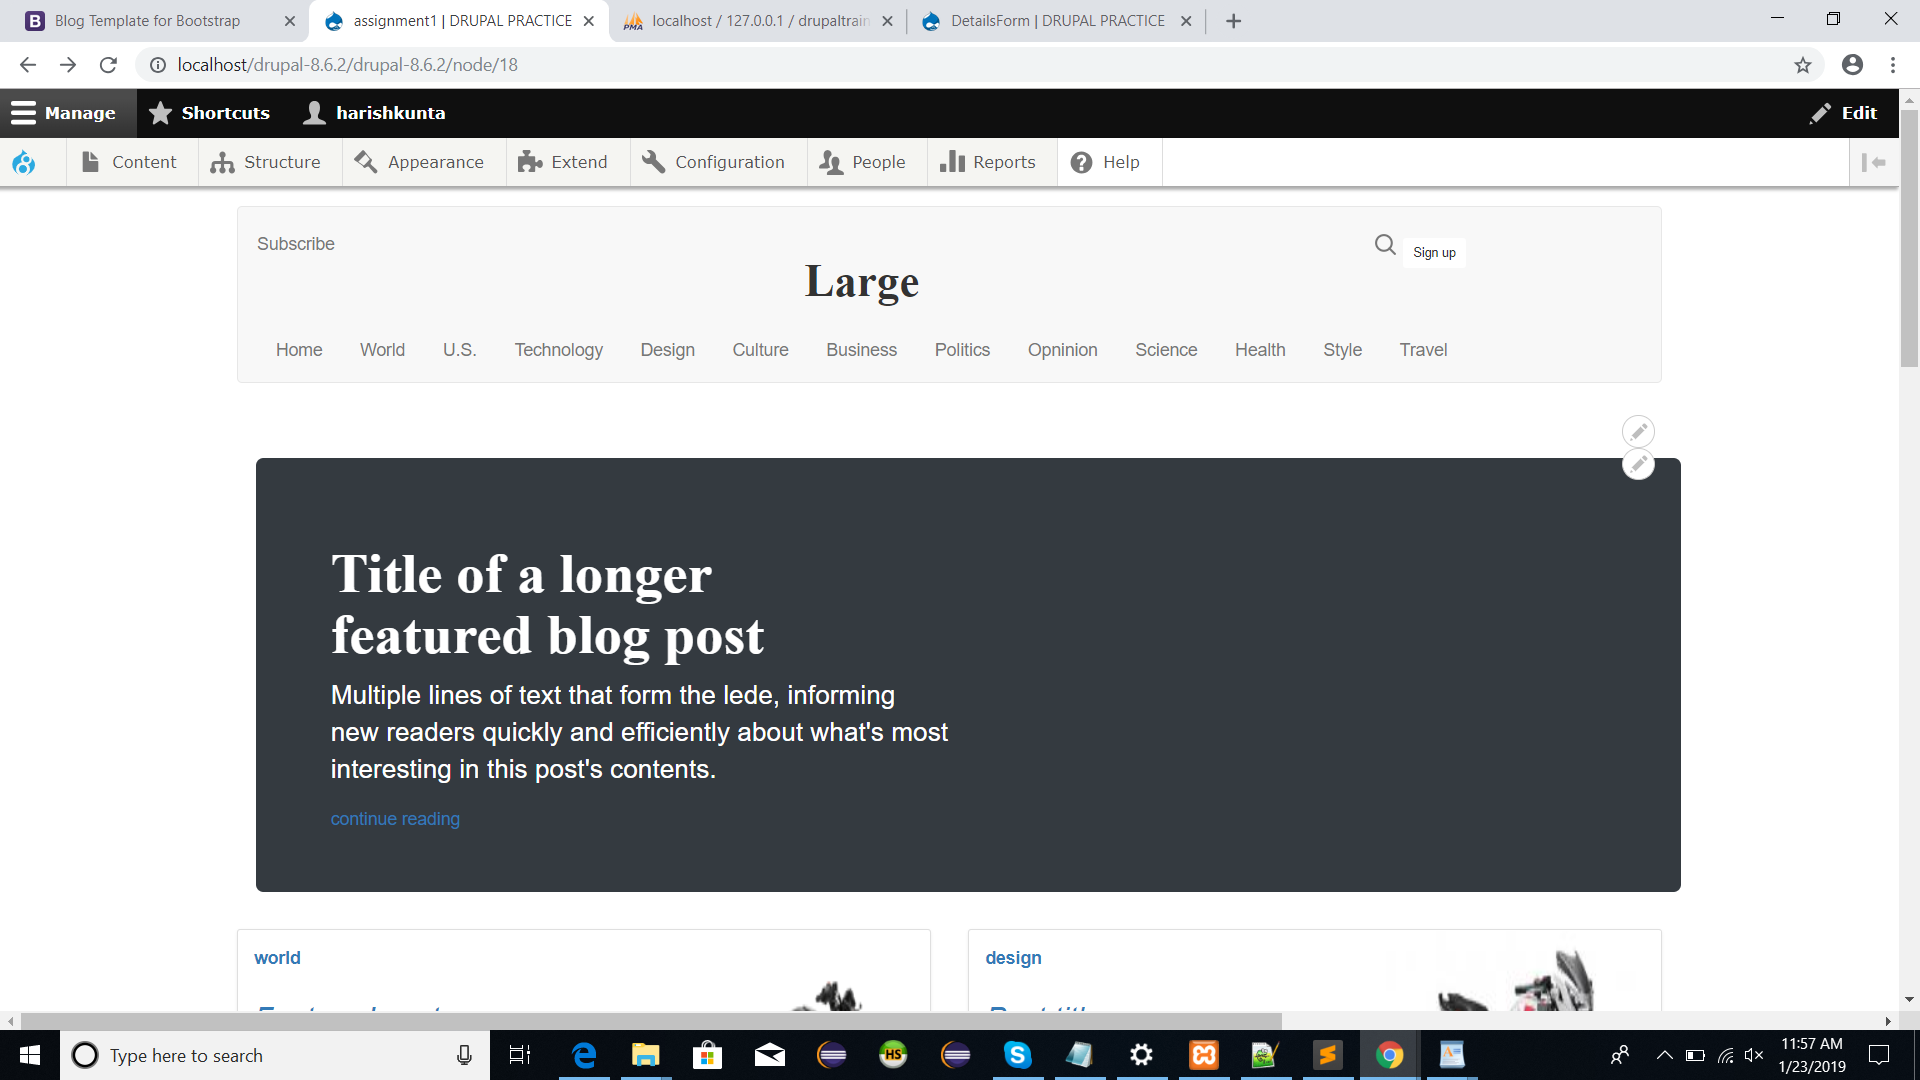 Blog Template for Bootstrap
assignment1 | DRUPAL PRACTICE
localhost / 127.0.0.1 / drupaltrain
DetailsForm | DRUPAL PRACTICE
localhost/drupal-8.6.2/drupal-8.6.2/node/18
Manage Shortcuts harishkunta Edit
Content Structure Appearance Extend Configuration People Reports Help
Subscribe
Sign up
Large
Home World U.S. Technology Design Culture Business Politics Opninion Science Health Style Travel
Title of a longer
featured blog post
Multiple lines of text that form the lede, informing
new readers quickly and efficiently about what's most
interesting in this post's contents.
continue reading
world
design
Type here to search
11:57 AM
1/23/2019